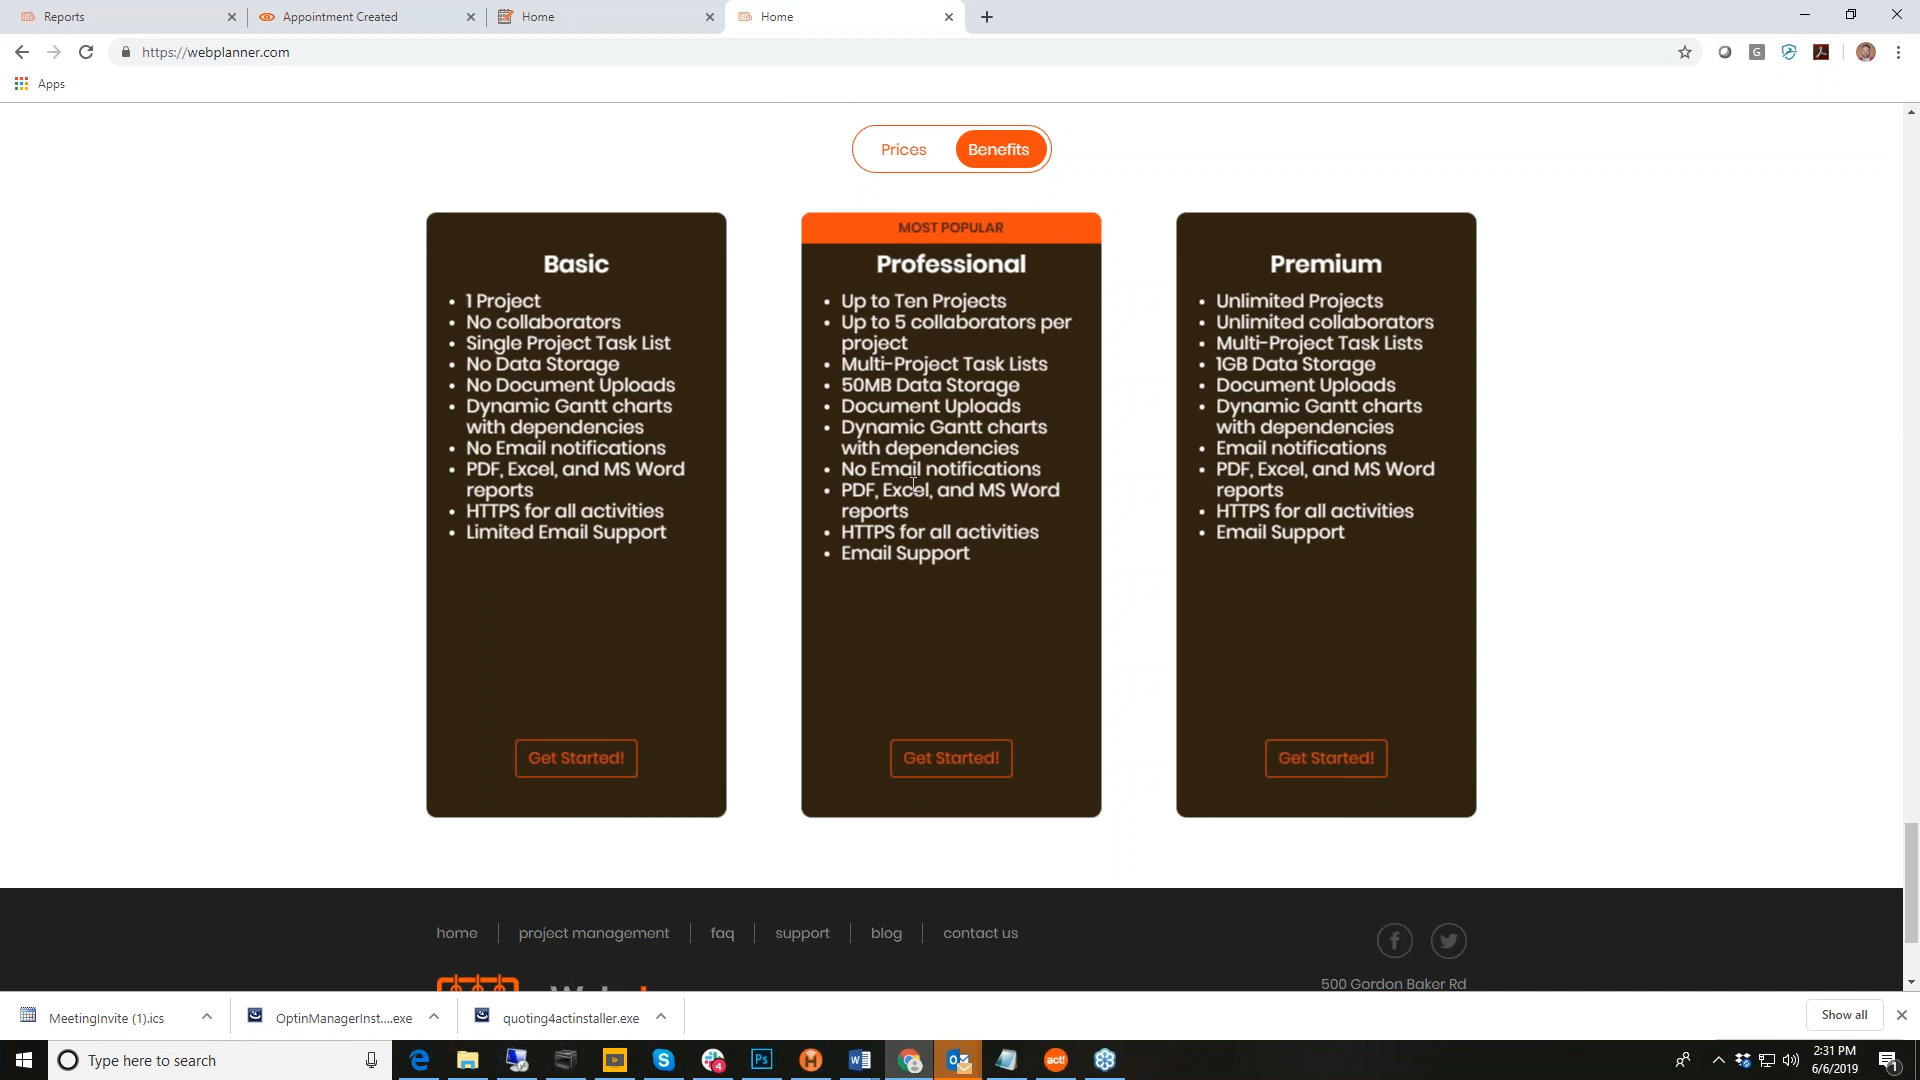 Reports
Appointment Created
Home
Home
https://webplanner.com
G
Apps
Prices
Benefits
Basic
• 1 Project
• No collaborators
• Single Project Task List
• No Data Storage
• No Document Uploads
• Dynamic Gantt charts
with dependencies
• No Email notifications
• PDF, Excel, and MS Word
reports
• HTTPS for all activities
• Limited Email Support
Get Started!
MOST POPULAR
Professional
• Up to Ten Projects
• Up to 5 collaborators per
project
• Multi-Project Task Lists
• 50MB Data Storage
• Document Uploads
• Dynamic Gantt charts
with dependencies
• No Email notifications
• PDF, Excel, and MS Word
reports
• HTTPS for all activities
• Email Support
Get Started!
Premium
• Unlimited Projects
• Unlimited collaborators
• Multi-Project Task Lists
• 1GB Data Storage
• Document Uploads
• Dynamic Gantt charts
with dependencies
• Email notifications
• PDF, Excel, and MS Word
reports
• HTTPS for all activities
• Email Support
Get Started!
home
project management
faq
support
blog
contact us
500 Gordon Baker Rd
MeetingInvite (1).ics
OptinManagerInst....exe
quoting4actinstaller.exe
Show all
Type here to search
4
Ps
act!
2:31 PM
6/6/2019
1